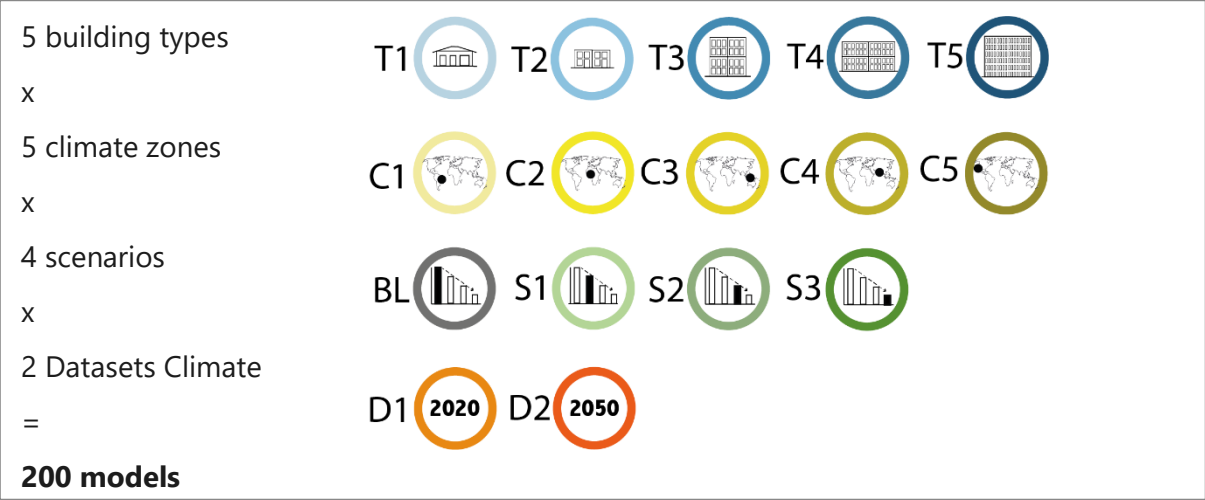 5 building types
T1 T2 T3 T4 T5
x
5 climate zones
C1 C2 C3 C4 C5
x
4 scenarios
BL S1 S2 S3
x
2 Datasets Climate
D1 2020 D2 2050
=
200 models